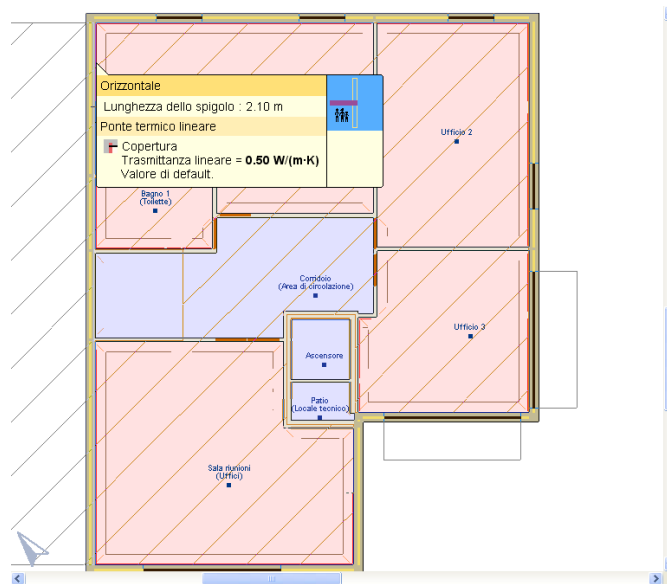 Orizzontale
Lunghezza dello spigolo : 2.10 m
Ponte termico lineare
Copertura
Trasmittanza lineare = 0.50 W/(m·K)
Valore di default.
Ufficio 2
Bagno 1
(Toilette)
Corridoio
(Area di circolazione)
Ufficio 3
Ascensore
Patio
(Locale tecnico)
Sala riunioni
(Uffici)